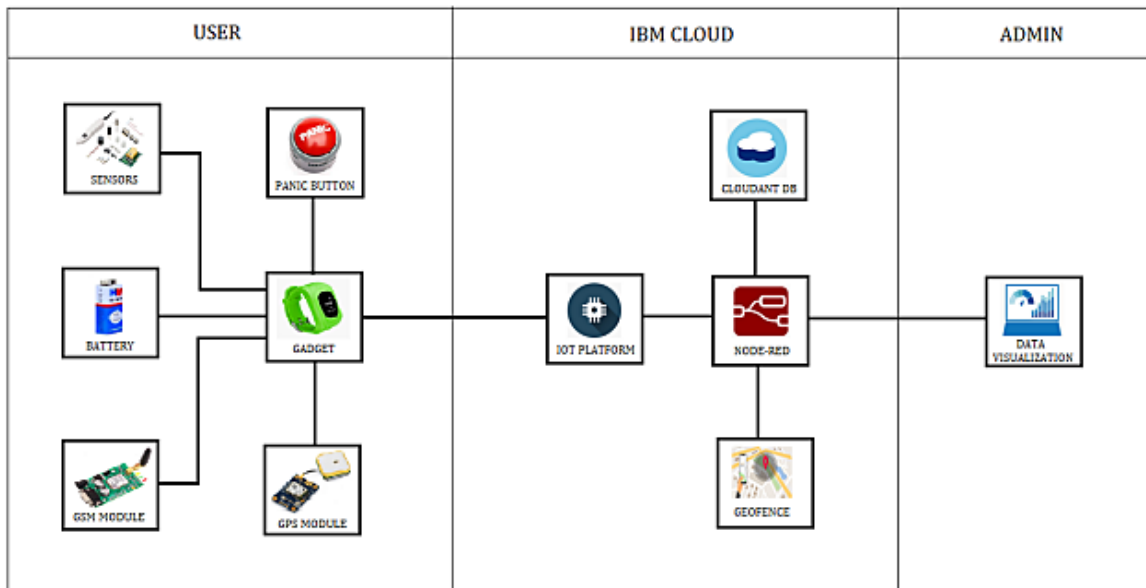 USER
IBM CLOUD
ADMIN
SENSORS
PANIC
PANIC BUTTON
CLOUDANT DB
BATTERY
GADGET
IOT PLATFORM
NODE-RED
DATA
VISUALIZATION
GSM MODULE
GPS MODULE
GEOFENCE